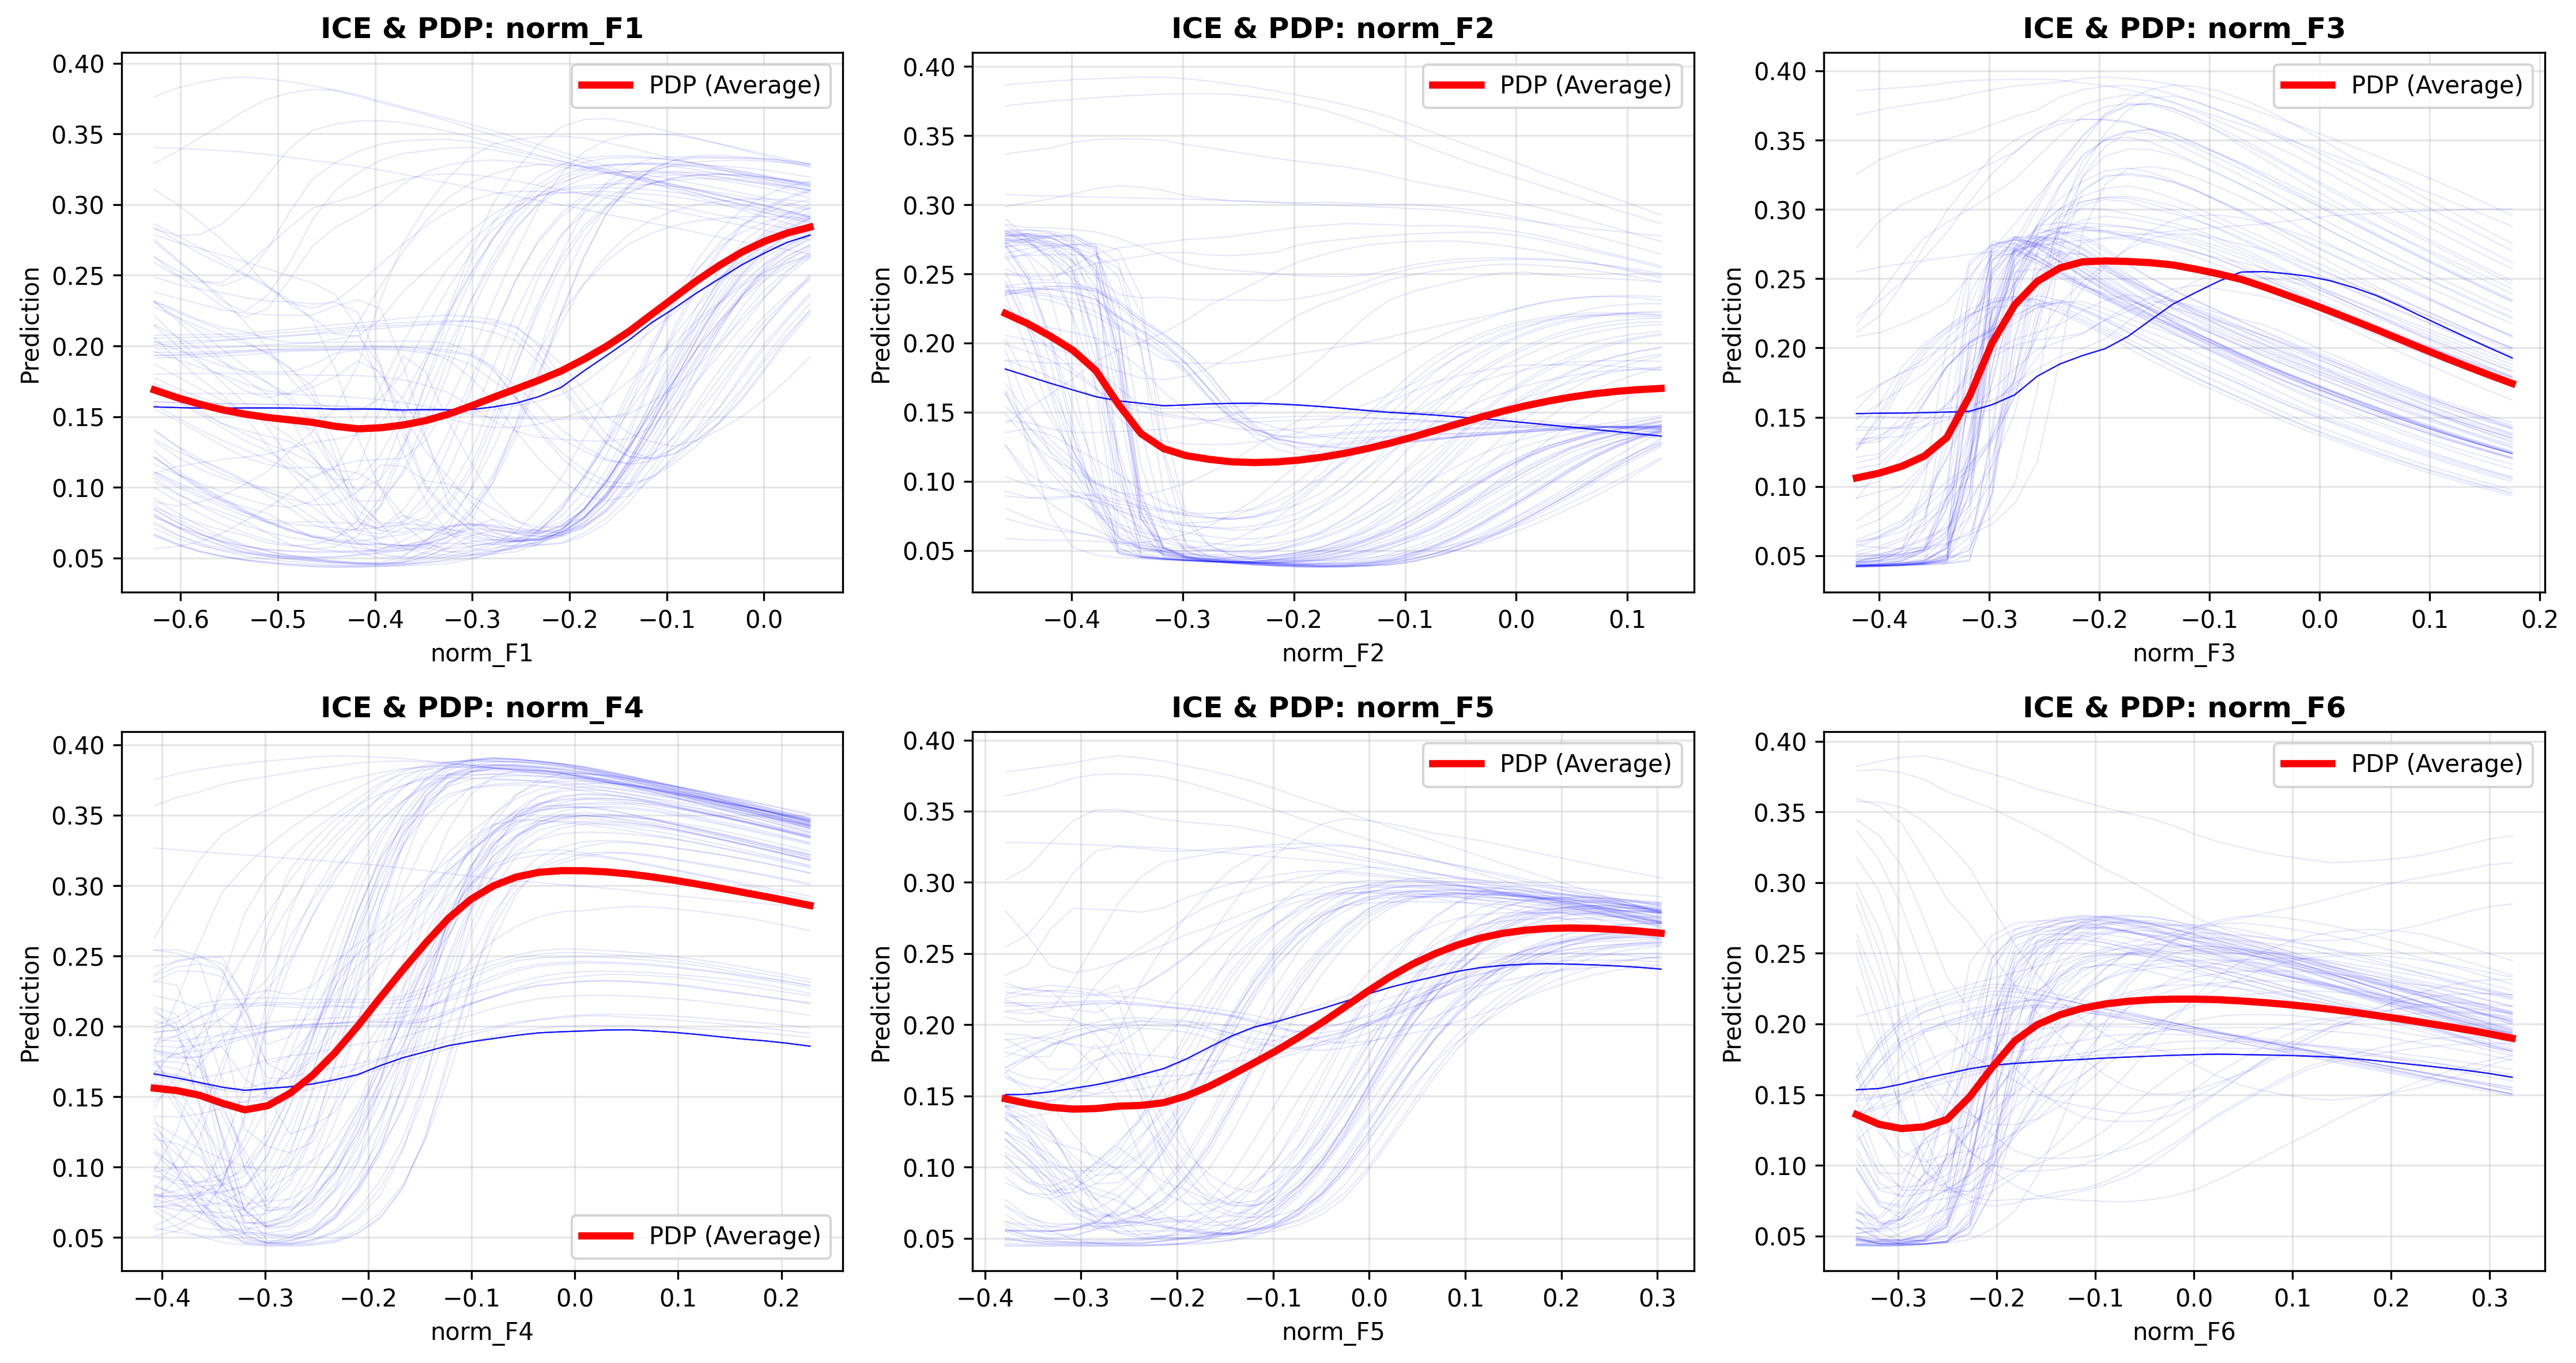 ICE & PDP: norm_F1
PDP (Average)
0.40
0.35
0.30
0.25
0.20
0.15
0.10
0.05
Prediction
−0.6 −0.5 −0.4 −0.3 −0.2 −0.1 0.0
norm_F1
ICE & PDP: norm_F2
PDP (Average)
0.40
0.35
0.30
0.25
0.20
0.15
0.10
0.05
Prediction
−0.4 −0.3 −0.2 −0.1 0.0 0.1
norm_F2
ICE & PDP: norm_F3
PDP (Average)
0.40
0.35
0.30
0.25
0.20
0.15
0.10
0.05
Prediction
−0.4 −0.3 −0.2 −0.1 0.0 0.1 0.2
norm_F3
ICE & PDP: norm_F4
0.40
0.35
0.30
0.25
0.20
0.15
0.10
0.05
Prediction
PDP (Average)
−0.4 −0.3 −0.2 −0.1 0.0 0.1 0.2
norm_F4
ICE & PDP: norm_F5
PDP (Average)
0.40
0.35
0.30
0.25
0.20
0.15
0.10
0.05
Prediction
−0.4 −0.3 −0.2 −0.1 0.0 0.1 0.2 0.3
norm_F5
ICE & PDP: norm_F6
PDP (Average)
0.40
0.35
0.30
0.25
0.20
0.15
0.10
0.05
Prediction
−0.3 −0.2 −0.1 0.0 0.1 0.2 0.3
norm_F6